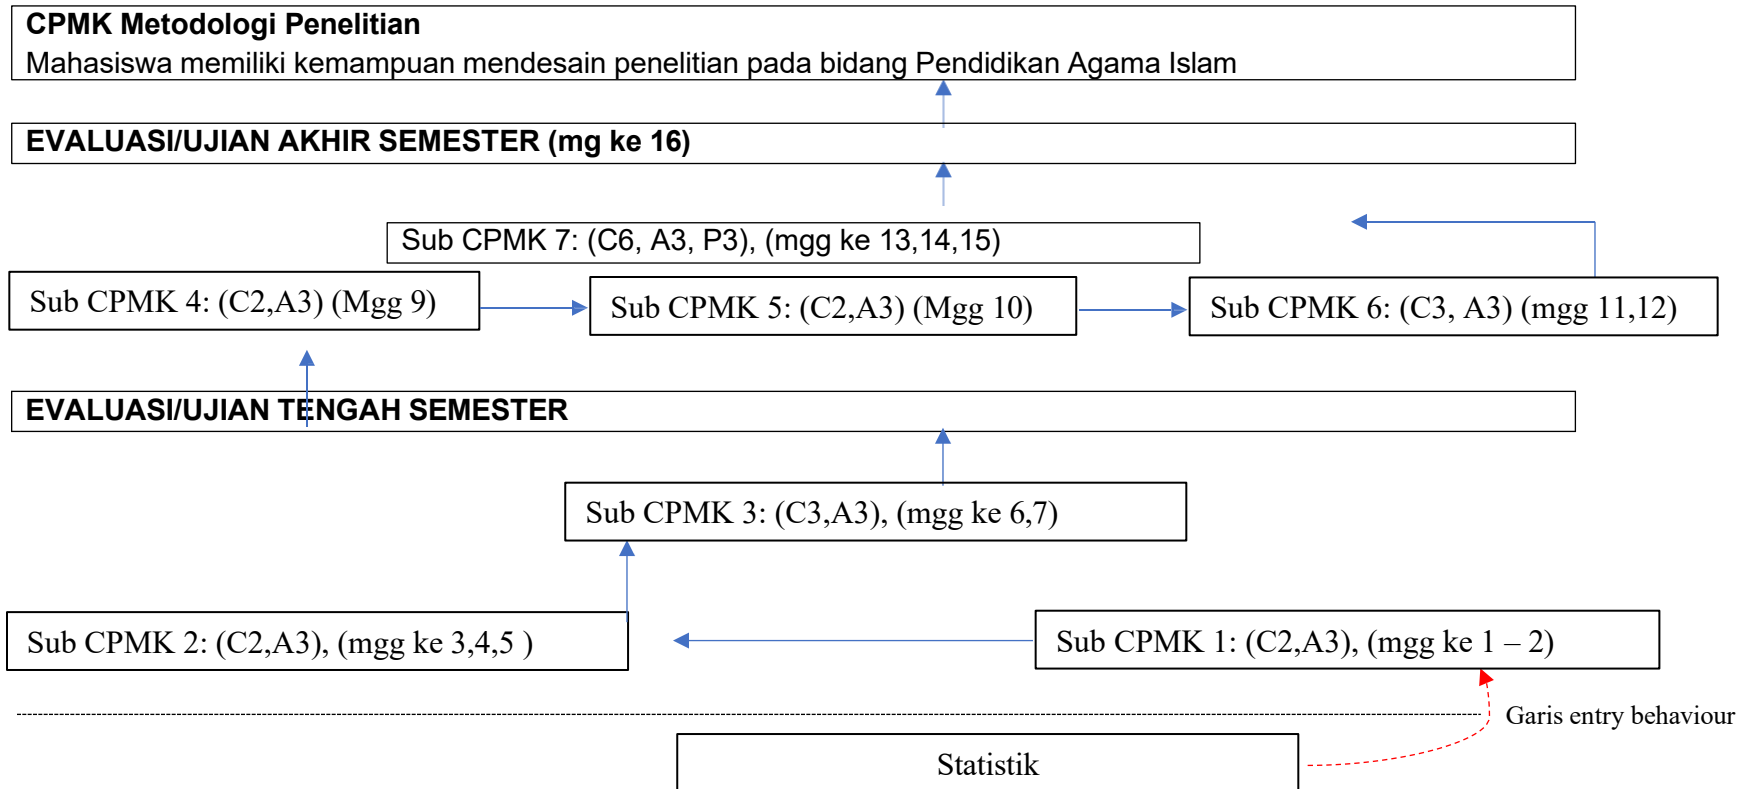 CPMK Metodologi Penelitian
Mahasiswa memiliki kemampuan mendesain penelitian pada bidang Pendidikan Agama Islam
EVALUASI/UJIAN AKHIR SEMESTER (mg ke 16)
Sub CPMK 7: (C6, A3, P3), (mgg ke 13,14,15)
Sub CPMK 4: (C2,A3) (Mgg 9)
Sub CPMK 5: (C2,A3) (Mgg 10)
Sub CPMK 6: (C3, A3) (mgg 11,12)
EVALUASI/UJIAN TENGAH SEMESTER
Sub CPMK 3: (C3,A3), (mgg ke 6,7)
Sub CPMK 2: (C2,A3), (mgg ke 3,4,5 )
Sub CPMK 1: (C2,A3), (mgg ke 1 – 2)
Garis entry behaviour
Statistik